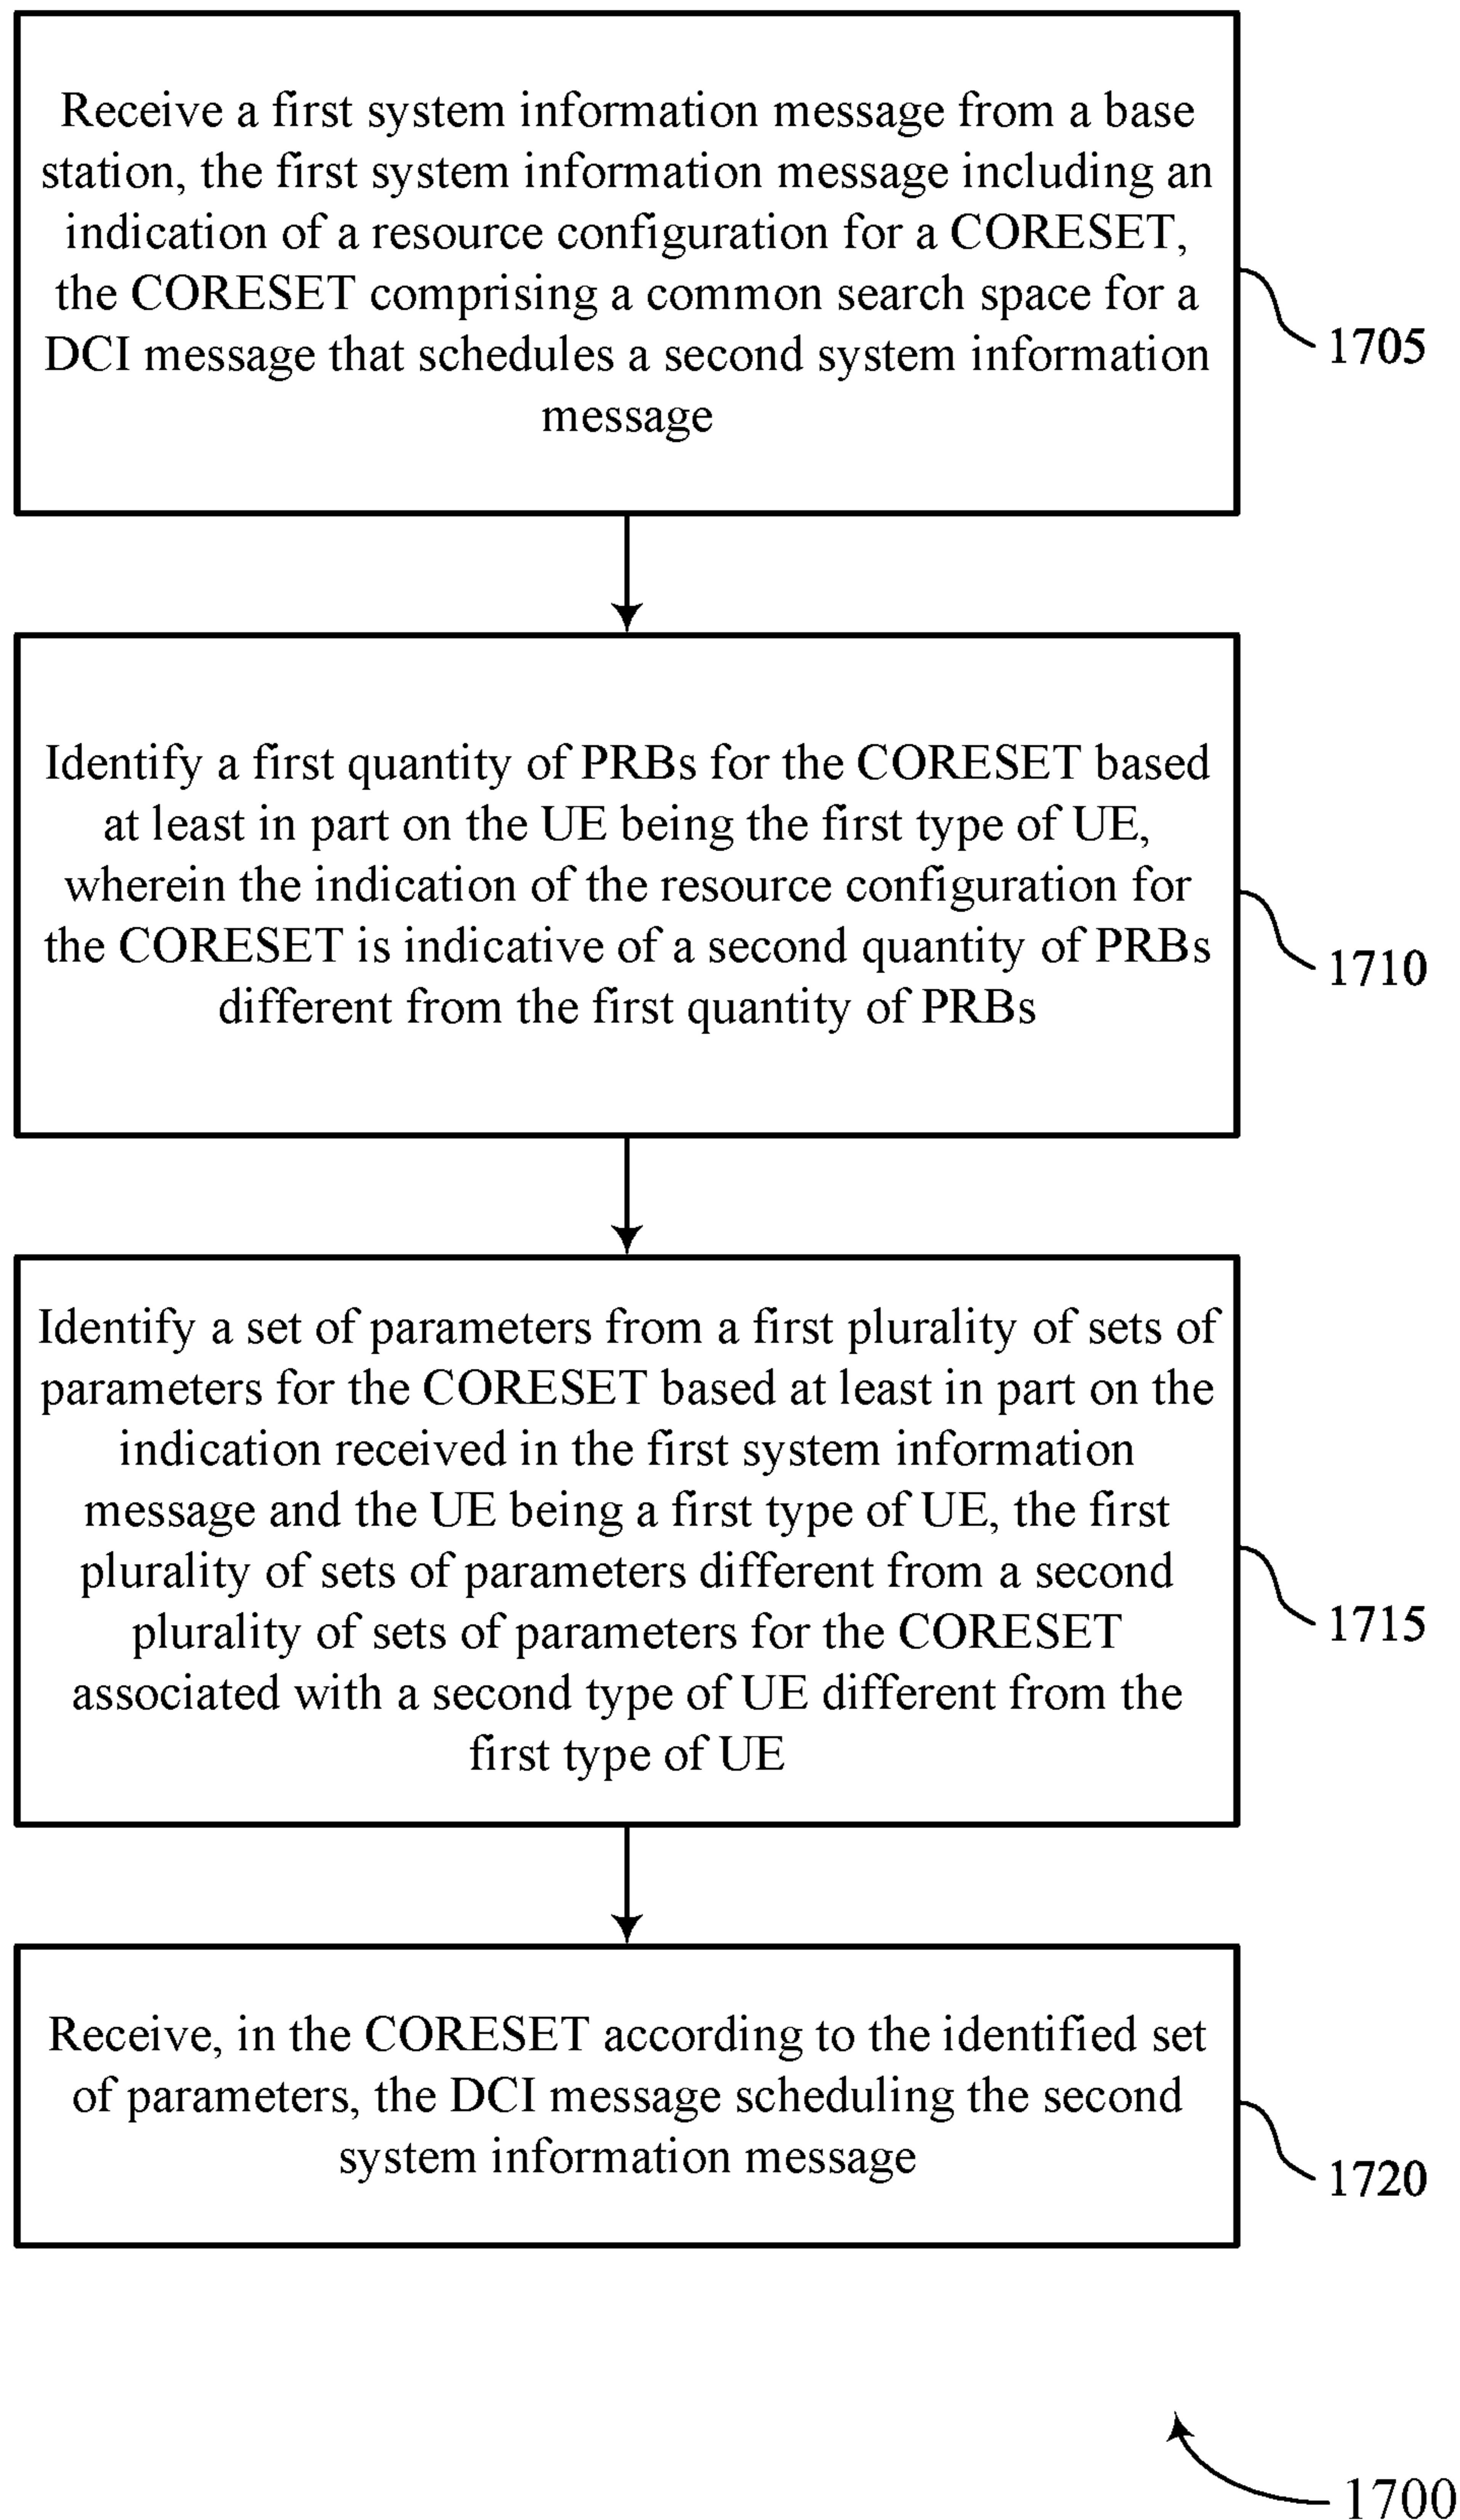 Receive a first system information message from a base
station, the first system information message including an
indication of a resource configuration for a CORESET,
the CORESET comprising a common search space for a
DCI message that schedules a second system information
message
1705
Identify a first quantity of PRBs for the CORESET based
at least in part on the UE being the first type of UE,
wherein the indication of the resource configuration for
the CORESET is indicative of a second quantity of PRBs
different from the first quantity of PRBs
1710
Identify a set of parameters from a first plurality of sets of
parameters for the CORESET based at least in part on the
indication received in the first system information
message and the UE being a first type of UE, the first
plurality of sets of parameters different from a second
plurality of sets of parameters for the CORESET
associated with a second type of UE different from the
first type of UE
1715
Receive, in the CORESET according to the identified set
of parameters, the DCI message scheduling the second
system information message
1720
1700